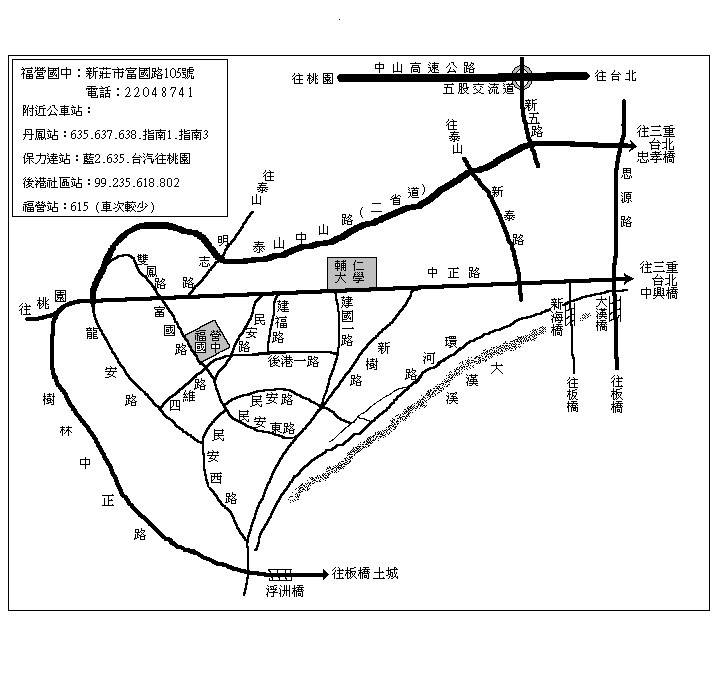 福營國中：新莊市富國路105號
電話：22048741
附近公車站：
丹鳳站：635.637.638.指南1.指南3
保力達站：藍2.635.台汽往桃園
後港社區站：99.235.618.802
福營站：615（車次較少）
中山高速公路
往桃園
往台北
五股交流道
新五路
往泰山
往三重
台北
忠孝橋
思源路
往泰山
新泰路
泰山中山路（二省道）
明志路
雙鳳路
輔仁
大學
中正路
往三重
台北
中興橋
往桃園
富國路
福營
國中
民安路
建福路
建國一路
新樹路
環河路
大漢溪
新海橋
大漢橋
往板橋
往板橋
龍安路
後港一路
四維路
民安路
民安東路
民安西路
樹林中正路
往板橋土城
浮洲橋